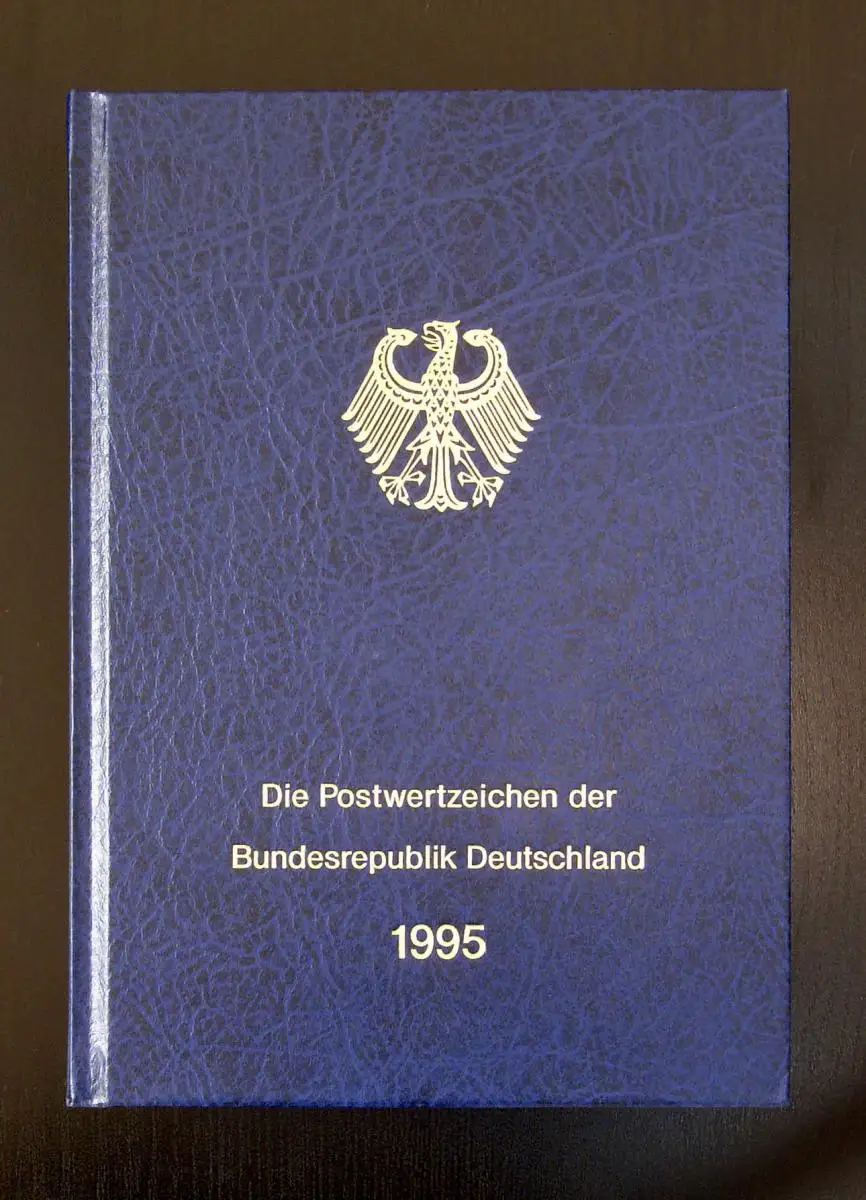 Die Postwertzeichen der
Bundesrepublik Deutschland
1995